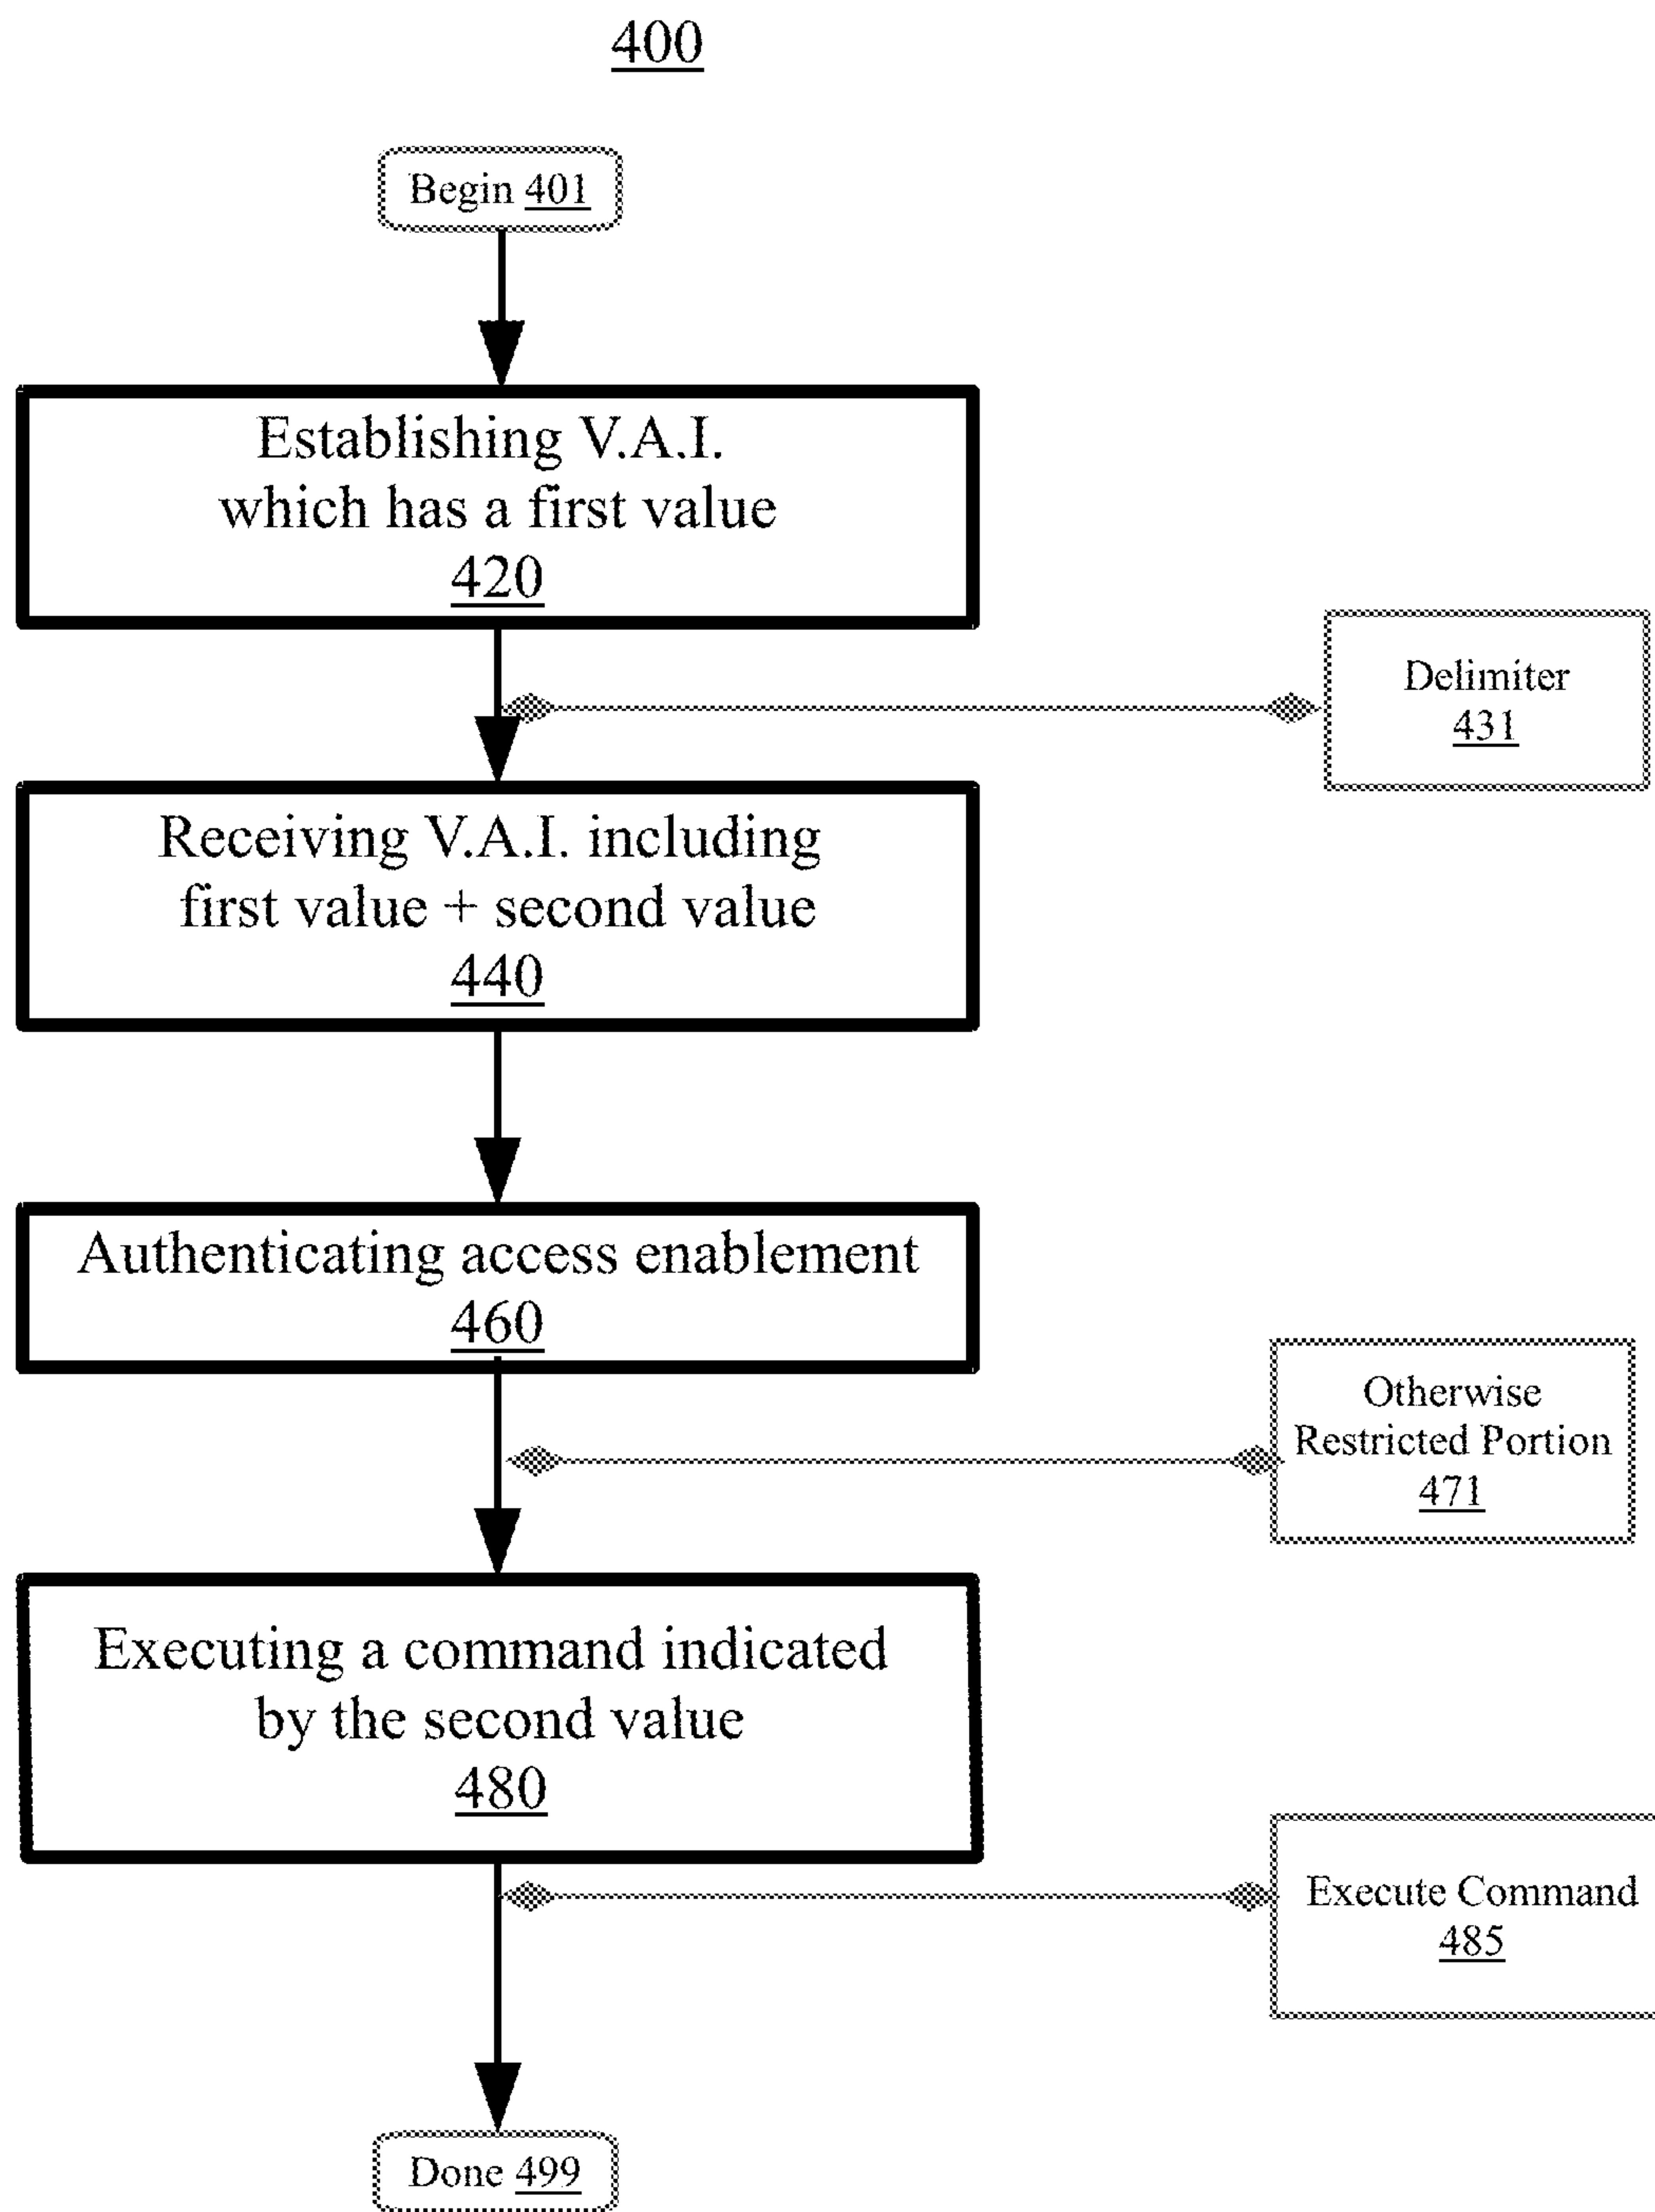 400
Begin 401
Establishing V.A.I.
which has a first value
420
Delimiter
431
Receiving V.A.I. including
first value + second value
440
Authenticating access enablement
460
Otherwise
Restricted Portion
471
Executing a command indicated
by the second value
480
Execute Command
485
Done 499